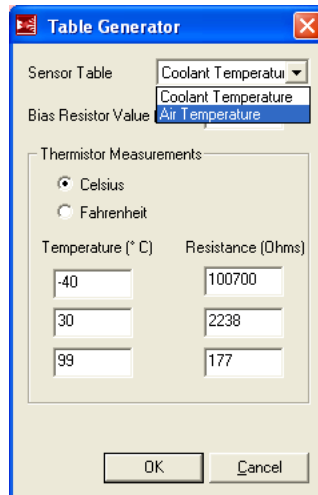 Table Generator
Sensor Table
Coolant Temperatur
Coolant Temperature
Bias Resistor Value
Air Temperature
Thermistor Measurements
Celsius
Fahrenheit
Temperature (° C) Resistance (Ohms)
-40 100700
30 2238
99 177
OK Cancel